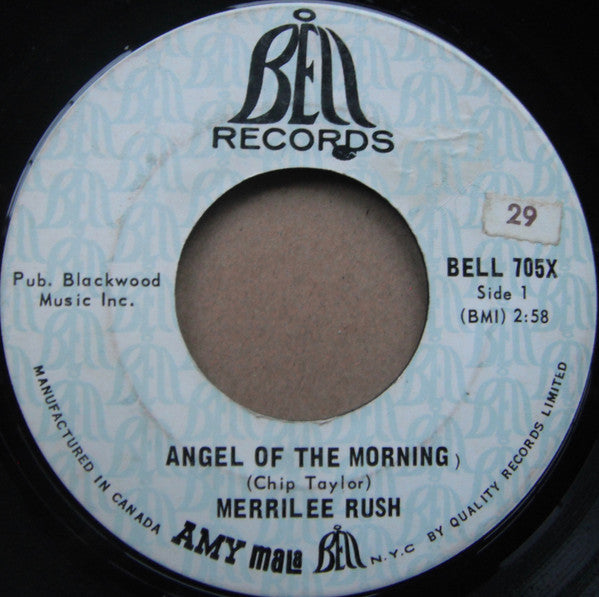 Bell
RECORDS
29
BELL 705X
Pub. Blackwood
Music Inc.
Side 1
(BMI) 2:58
ANGEL OF THE MORNING)
(Chip Taylor)
MERRILEE RUSH
MANUFACTURED IN CANADA
AMY mala Bell N.Y.C BY QUALITY RECORDS LIMITED